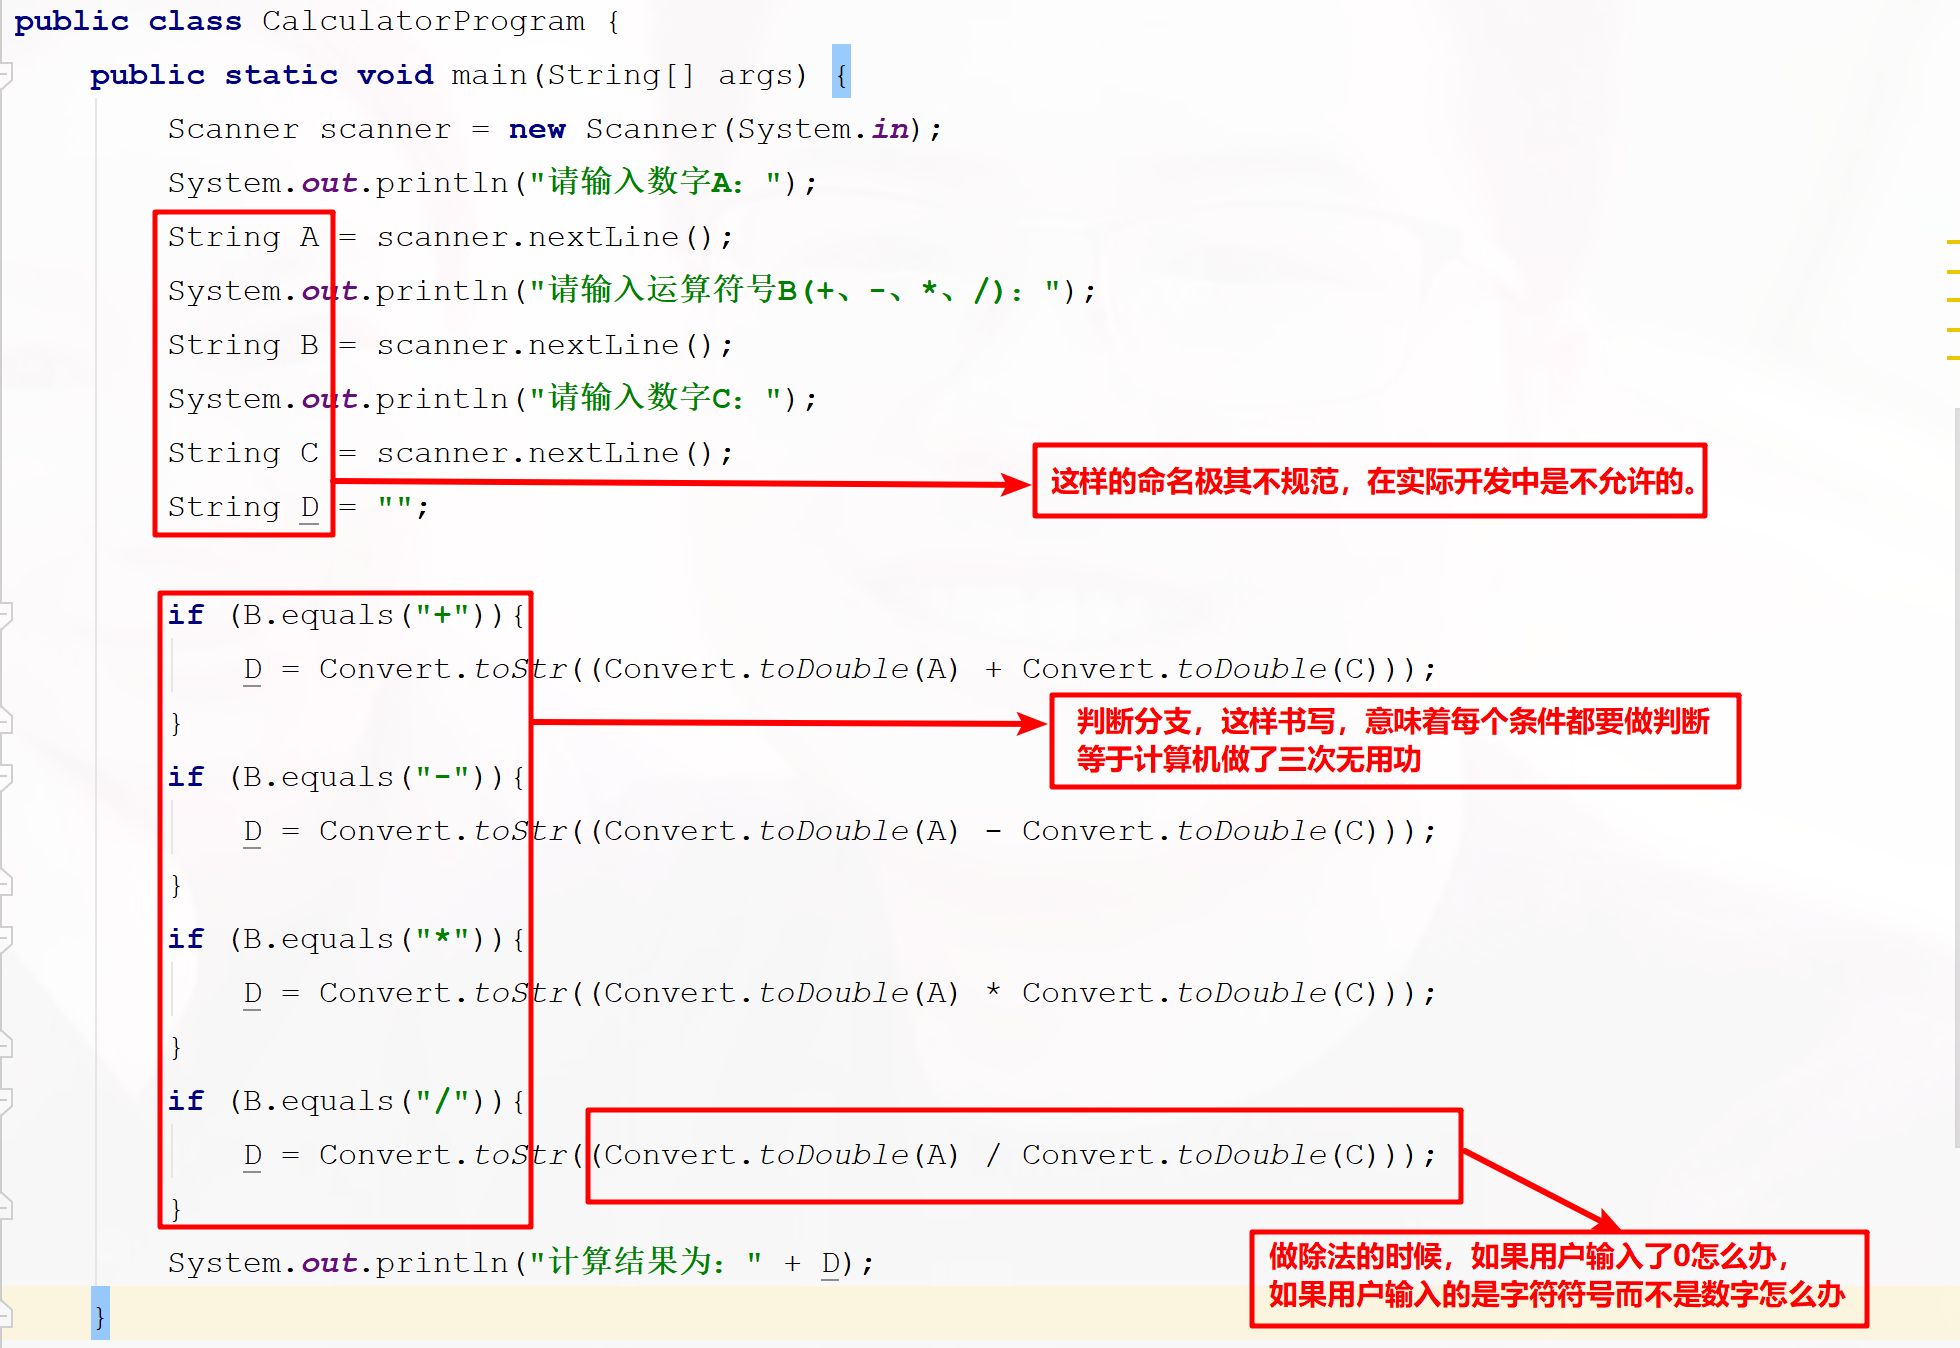 public class CalculatorProgram {
public static void main(String[] args) {
Scanner scanner = new Scanner(System.in);
System.out.println("请输入数字A：");
String A = scanner.nextLine();
System.out.println("请输入运算符号B(+、-、*、/)：");
String B = scanner.nextLine();
System.out.println("请输入数字C：");
String C = scanner.nextLine();
这样的命名极其不规范，在实际开发中是不允许的。
String D = "";
if (B.equals("+")){
D = Convert.toStr((Convert.toDouble(A) + Convert.toDouble(C)));
}
判断分支，这样书写，意味着每个条件都要做判断
等于计算机做了三次无用功
if (B.equals("-")){
D = Convert.toStr((Convert.toDouble(A) - Convert.toDouble(C)));
}
if (B.equals("*")){
D = Convert.toStr((Convert.toDouble(A) * Convert.toDouble(C)));
}
if (B.equals("/")){
D = Convert.toStr((Convert.toDouble(A) / Convert.toDouble(C)));
}
System.out.println("计算结果为：" + D);
做除法的时候，如果用户输入了0怎么办，
如果用户输入的是字符符号而不是数字怎么办
}